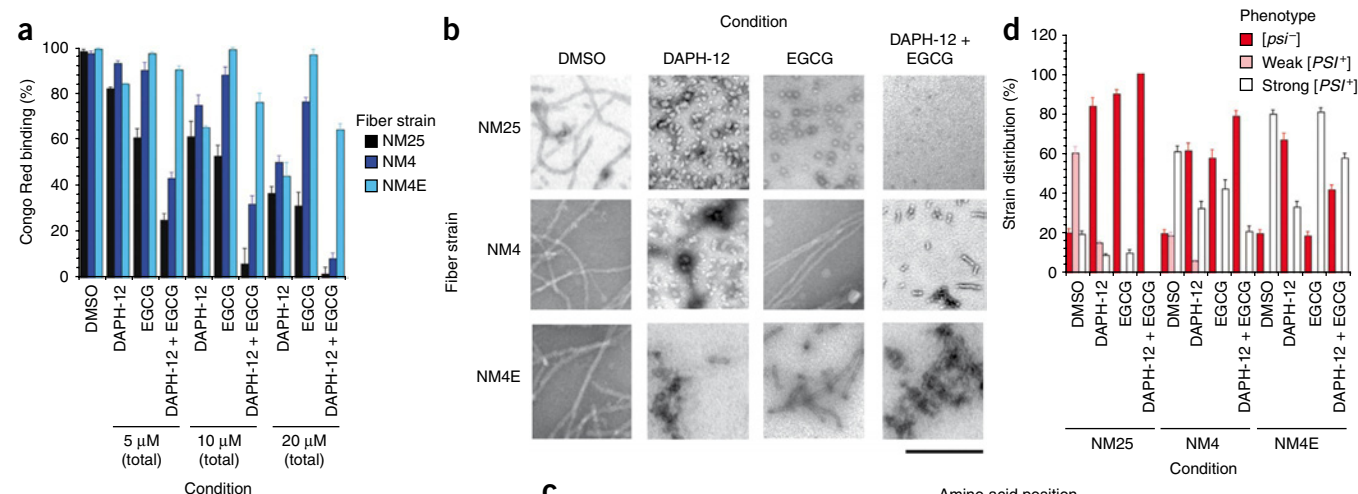 a
Congo Red binding (%)
100
80
60
40
20
0
DMSO
DAPH-12
EGCG
DAPH-12 + EGCG
DAPH-12
EGCG
DAPH-12 + EGCG
DAPH-12
EGCG
DAPH-12 + EGCG
5 μM
(total)
10 μM
(total)
20 μM
(total)
Condition
Fiber strain
NM25
NM4
NM4E
b
Condition
DMSO
DAPH-12
EGCG
DAPH-12 +
EGCG
Fiber strain
NM25
NM4
NM4E
d
Strain distribution (%)
120
100
80
60
40
20
0
Phenotype
[psi−]
Weak [PSI+]
Strong [PSI+]
DMSO
DAPH-12
EGCG
DAPH-12 + EGCG
DMSO
DAPH-12
EGCG
DAPH-12 + EGCG
DMSO
DAPH-12
EGCG
DAPH-12 + EGCG
NM25
NM4
NM4E
Condition